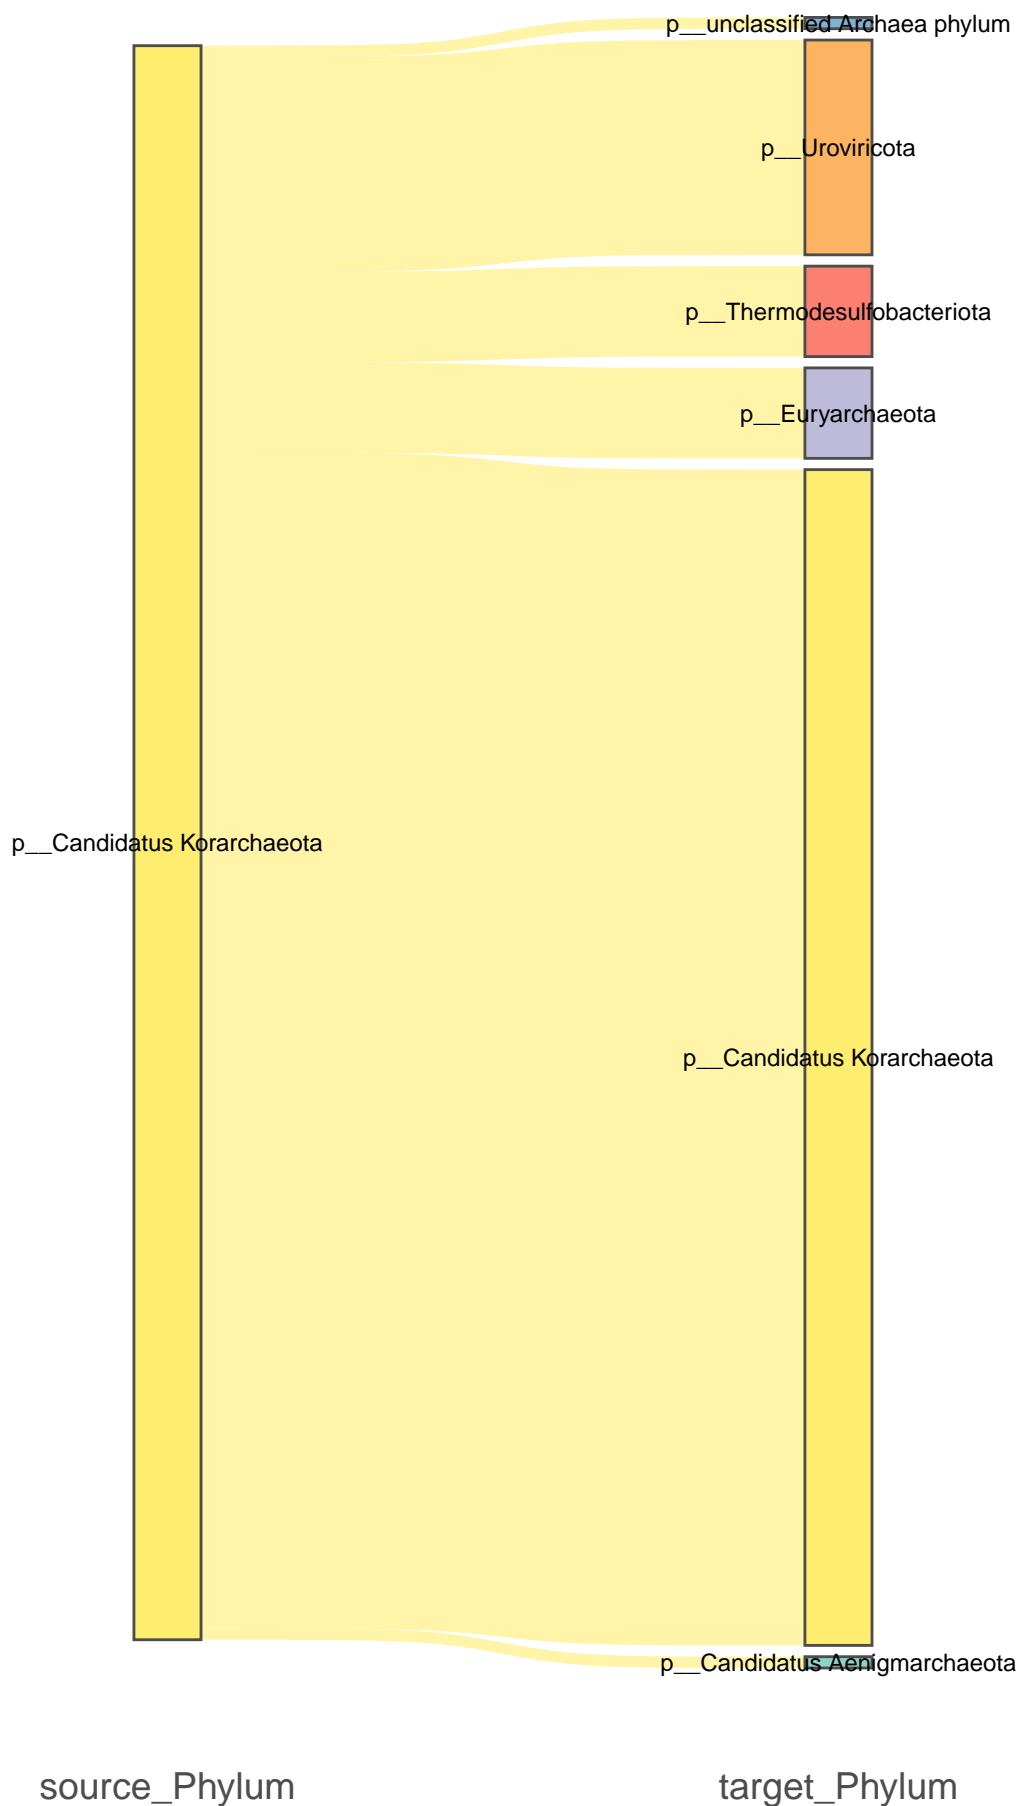 p__unclassified Archaea phylum
p__Uroviricota
p__Thermodesulfobacteriota
p__Euryarchaeota
p__Candidatus Korarchaeota
p__Candidatus Korarchaeota
p__Candidatus Aenigmarchaeota
source_Phylum
target_Phylum